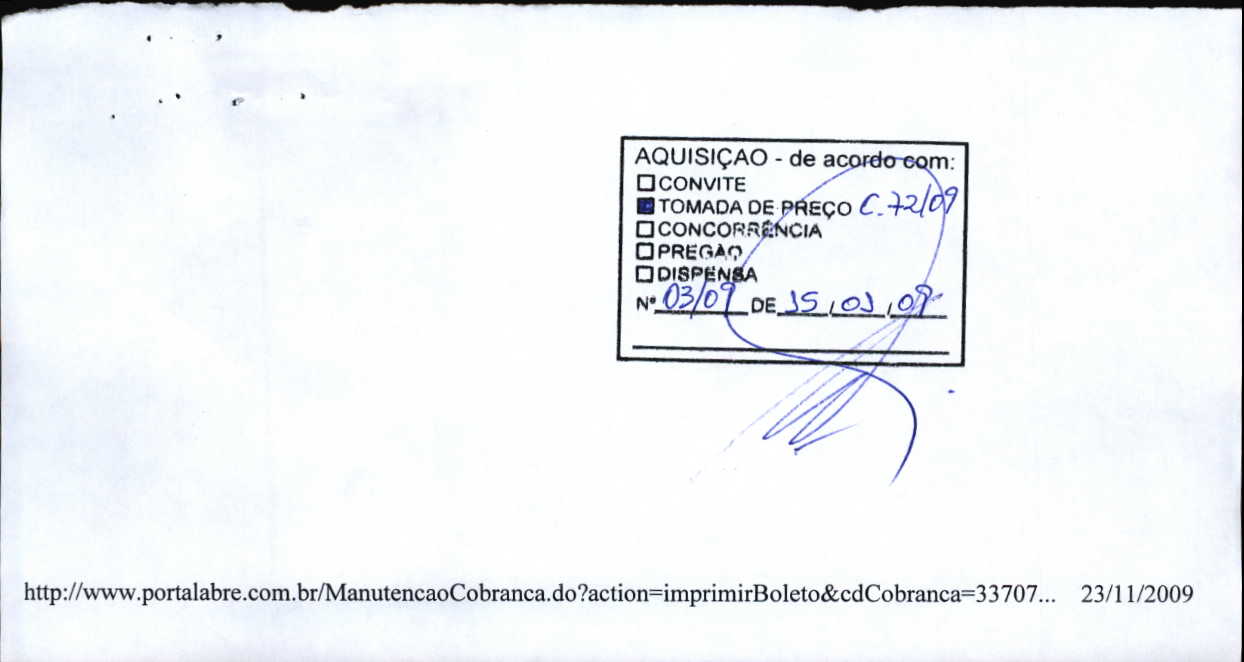 AQUISIÇAO - de acordo com:
CONVITE
TOMADA DE PREÇO C.72/09
CONCORRÊNCIA
PREGÃO
DISPENSA
Nº 03/09 DE 15/01/09
http://www.portalabre.com.br/ManutencaoCobranca.do?action=imprimirBoleto&cdCobranca=33707... 23/11/2009